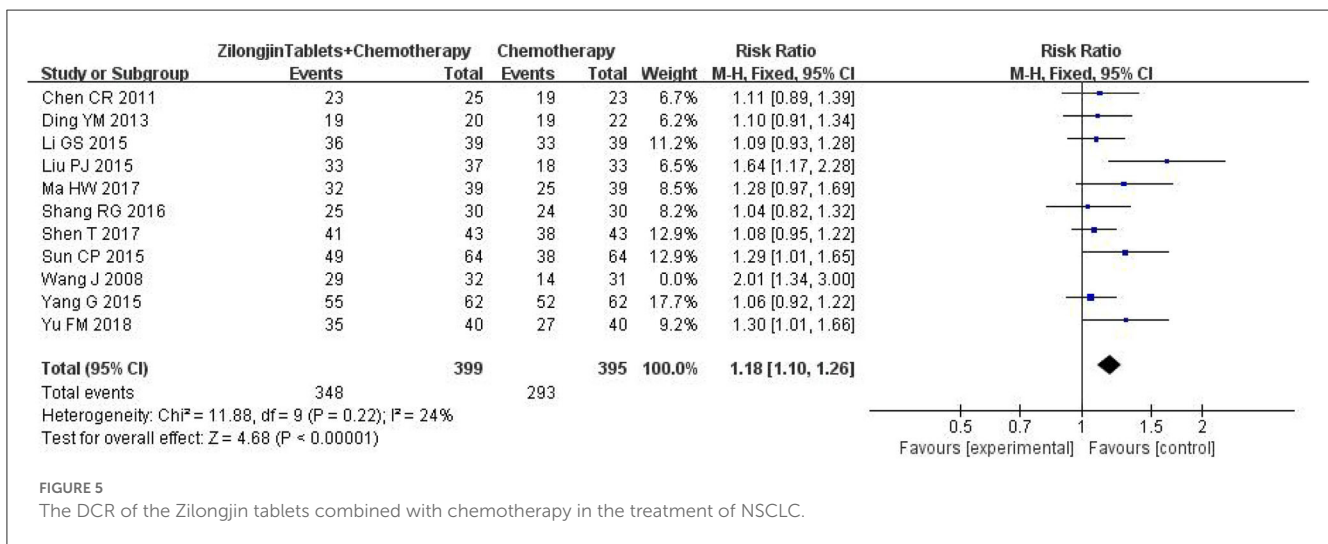 ZilongjinTablets+Chemotherapy Chemotherapy Risk Ratio Risk Ratio
Study or Subgroup Events Total Events Total Weight M-H, Fixed, 95% CI M-H, Fixed, 95% CI
Chen CR 2011 23 25 19 23 6.7% 1.11 [0.89, 1.39]
Ding YM 2013 19 20 19 22 6.2% 1.10 [0.91, 1.34]
Li GS 2015 36 39 33 39 11.2% 1.09 [0.93, 1.28]
Liu PJ 2015 33 37 18 33 6.5% 1.64 [1.17, 2.28]
Ma HW 2017 32 39 25 39 8.5% 1.28 [0.97, 1.69]
Shang RG 2016 25 30 24 30 8.2% 1.04 [0.82, 1.32]
Shen T 2017 41 43 38 43 12.9% 1.08 [0.95, 1.22]
Sun CP 2015 49 64 38 64 12.9% 1.29 [1.01, 1.65]
Wang J 2008 29 32 14 31 0.0% 2.01 [1.34, 3.00]
Yang G 2015 55 62 52 62 17.7% 1.06 [0.92, 1.22]
Yu FM 2018 35 40 27 40 9.2% 1.30 [1.01, 1.66]
Total (95% CI) 399 395 100.0% 1.18 [1.10, 1.26]
Total events 348 293
Heterogeneity: Chi² = 11.88, df = 9 (P = 0.22); I² = 24%
Test for overall effect: Z = 4.68 (P < 0.00001)
0.5 0.7 1 1.5 2
Favours [experimental] Favours [control]
FIGURE 5
The DCR of the Zilongjin tablets combined with chemotherapy in the treatment of NSCLC.